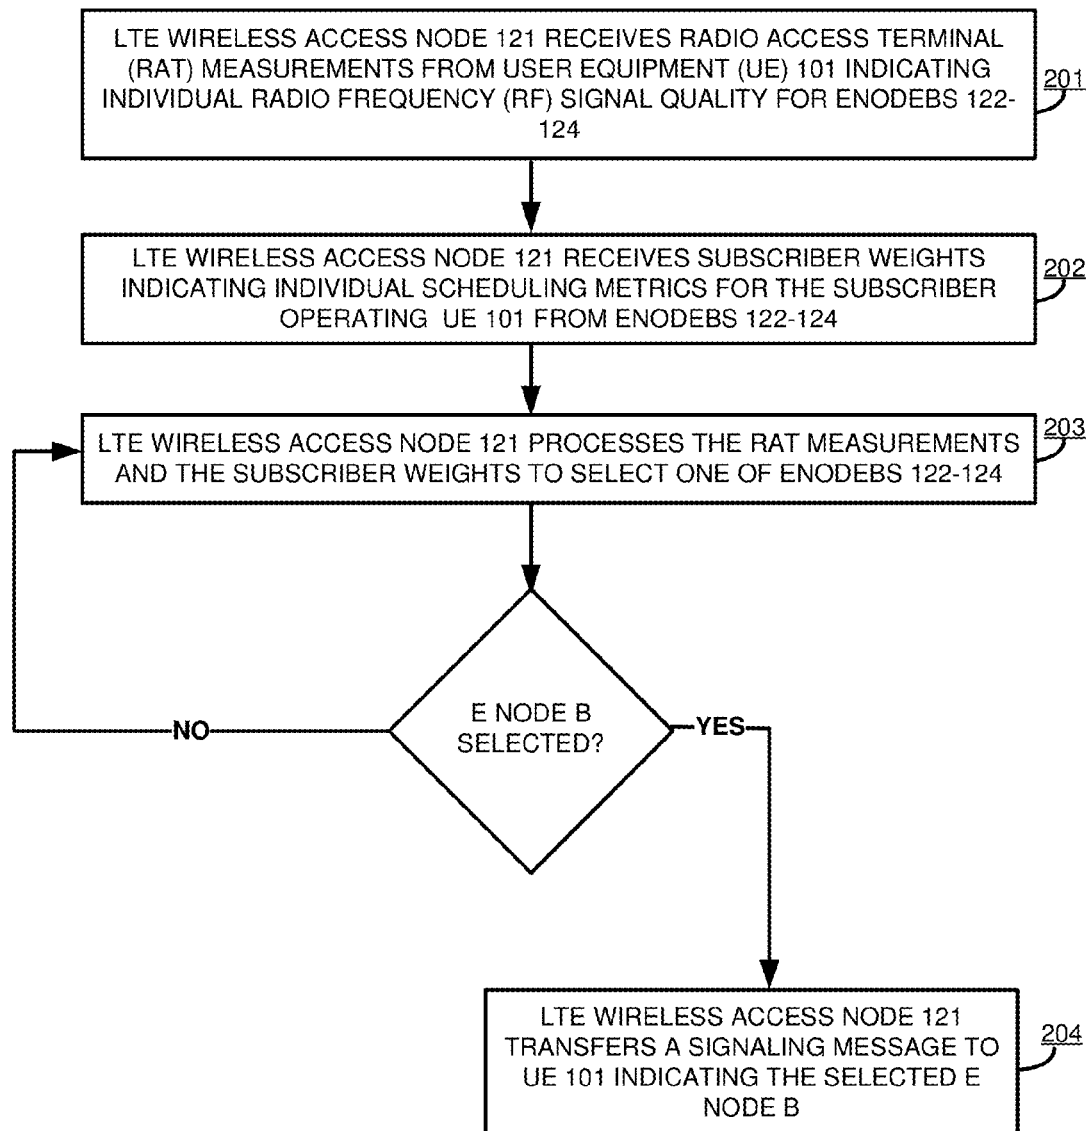 LTE WIRELESS ACCESS NODE 121 RECEIVES RADIO ACCESS TERMINAL
(RAT) MEASUREMENTS FROM USER EQUIPMENT (UE) 101 INDICATING
INDIVIDUAL RADIO FREQUENCY (RF) SIGNAL QUALITY FOR ENODEBS 122-
124
201
LTE WIRELESS ACCESS NODE 121 RECEIVES SUBSCRIBER WEIGHTS
INDICATING INDIVIDUAL SCHEDULING METRICS FOR THE SUBSCRIBER
OPERATING UE 101 FROM ENODEBS 122-124
202
LTE WIRELESS ACCESS NODE 121 PROCESSES THE RAT MEASUREMENTS
AND THE SUBSCRIBER WEIGHTS TO SELECT ONE OF ENODEBS 122-124
203
E NODE B
SELECTED?
NO
YES
LTE WIRELESS ACCESS NODE 121
TRANSFERS A SIGNALING MESSAGE TO
UE 101 INDICATING THE SELECTED E
NODE B
204